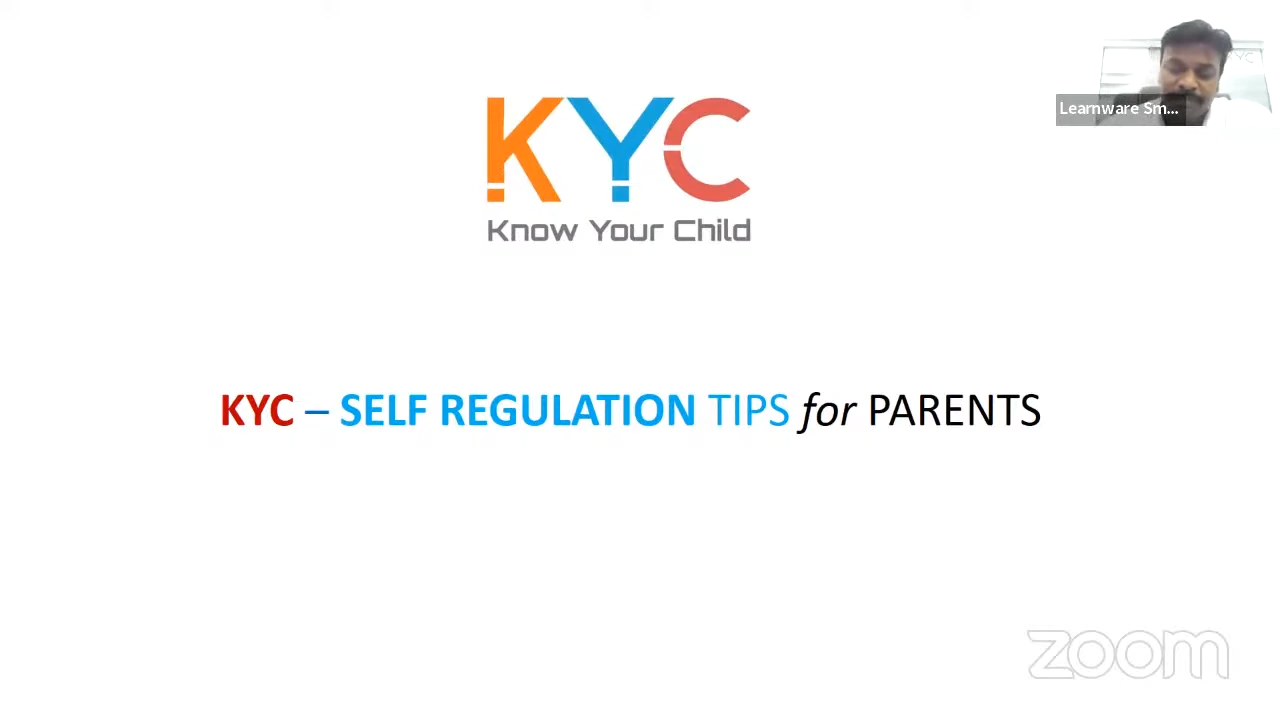 KYC
Know Your Child
Learnware Sm...
KYC – SELF REGULATION TIPS for PARENTS
zoom